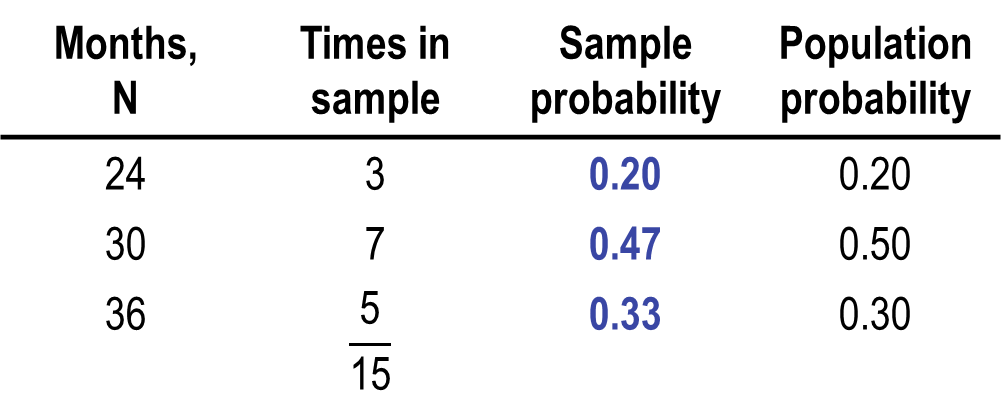 Months, Times in Sample Population
N sample probability probability
24 3 0.20 0.20
30 7 0.47 0.50
36 5 0.33 0.30
15